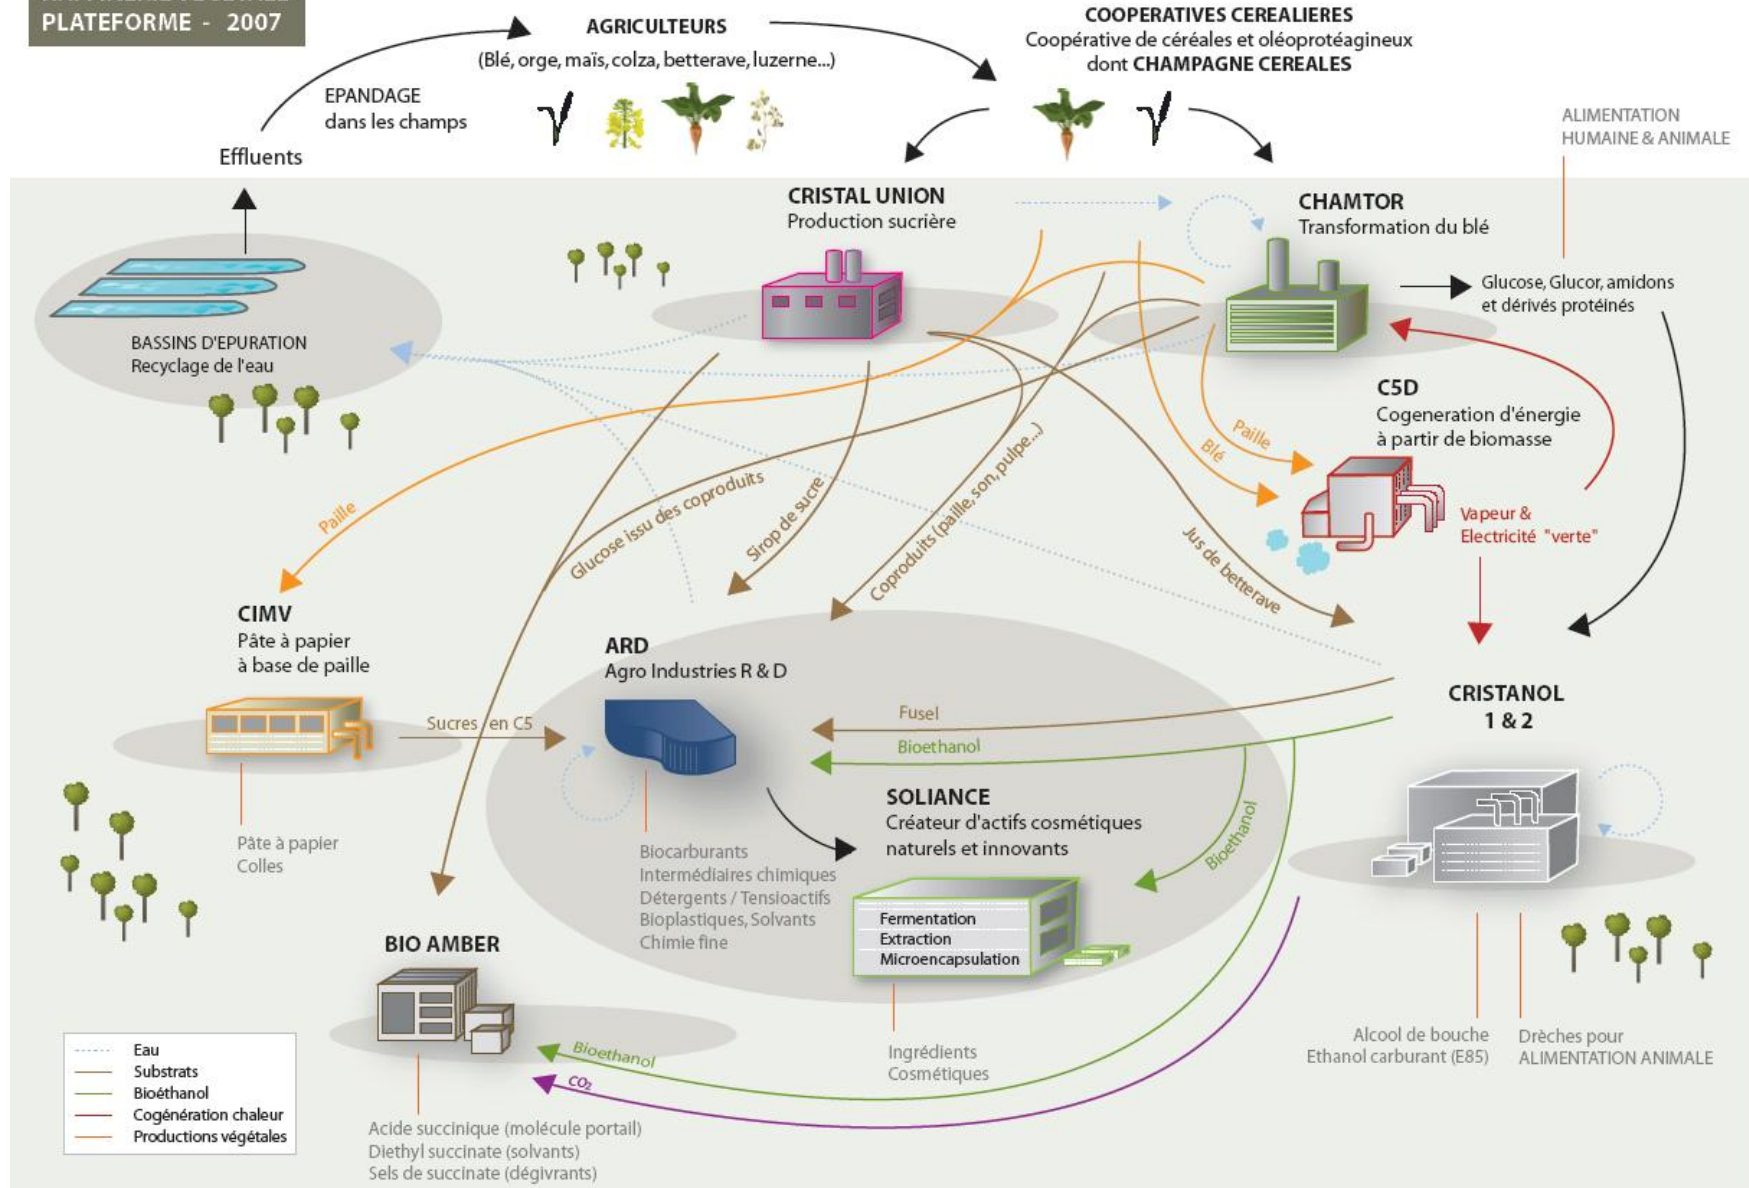 PLATEFORME - 2007
AGRICULTEURS
(Blé, orge, maïs, colza, betterave, luzerne...)
COOPERATIVES CEREALIERES
Coopérative de céréales et oléoprotéagineux
dont CHAMPAGNE CEREALES
EPANDAGE
dans les champs
Effluents
ALIMENTATION
HUMAINE & ANIMALE
CRISTAL UNION
Production sucrière
CHAMTOR
Transformation du blé
Glucose, Glucor, amidons
et dérivés protéinés
BASSINS D'EPURATION
Recyclage de l'eau
C5D
Cogeneration d'énergie
à partir de biomasse
Paille
Blé
Paille
Glucose issu des coproduits
Sirop de sucre
Coproduits (paille, son, pulpe...)
Jus de betterave
Vapeur &
Electricité "verte"
CIMV
Pâte à papier
à base de paille
ARD
Agro Industries R & D
CRISTANOL
1 & 2
Sucres en C5
Fusel
Bioethanol
SOLIANCE
Créateur d'actifs cosmétiques
naturels et innovants
Bioethanol
Pâte à papier
Colles
Biocarburants
Intermédiaires chimiques
Détergents / Tensioactifs
Bioplastiques, Solvants
Chimie fine
Fermentation
Extraction
Microencapsulation
BIO AMBER
Alcool de bouche
Ethanol carburant (E85)
Drèches pour
ALIMENTATION ANIMALE
Ingrédients
Cosmétiques
Bioethanol
CO₂
Eau
Substrats
Bioéthanol
Cogénération chaleur
Productions végétales
Acide succinique (molécule portail)
Diethyl succinate (solvants)
Sels de succinate (dégivrants)